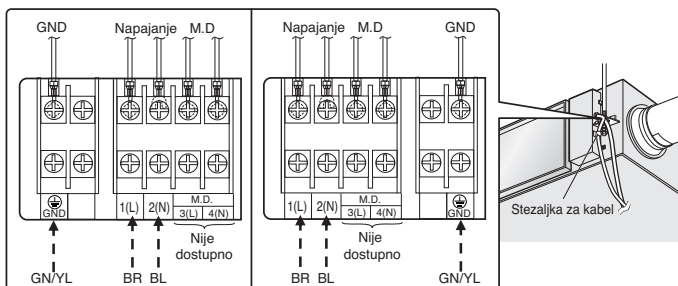 GND Napajanje M.D
GND
1(L) 2(N) M.D.
3(L) 4(N)
Nije
dostupno
GN/YL BR BL
Napajanje M.D GND
1(L) 2(N) M.D.
3(L) 4(N)
GND
Nije
dostupno
BR BL GN/YL
Stezaljka za kabel